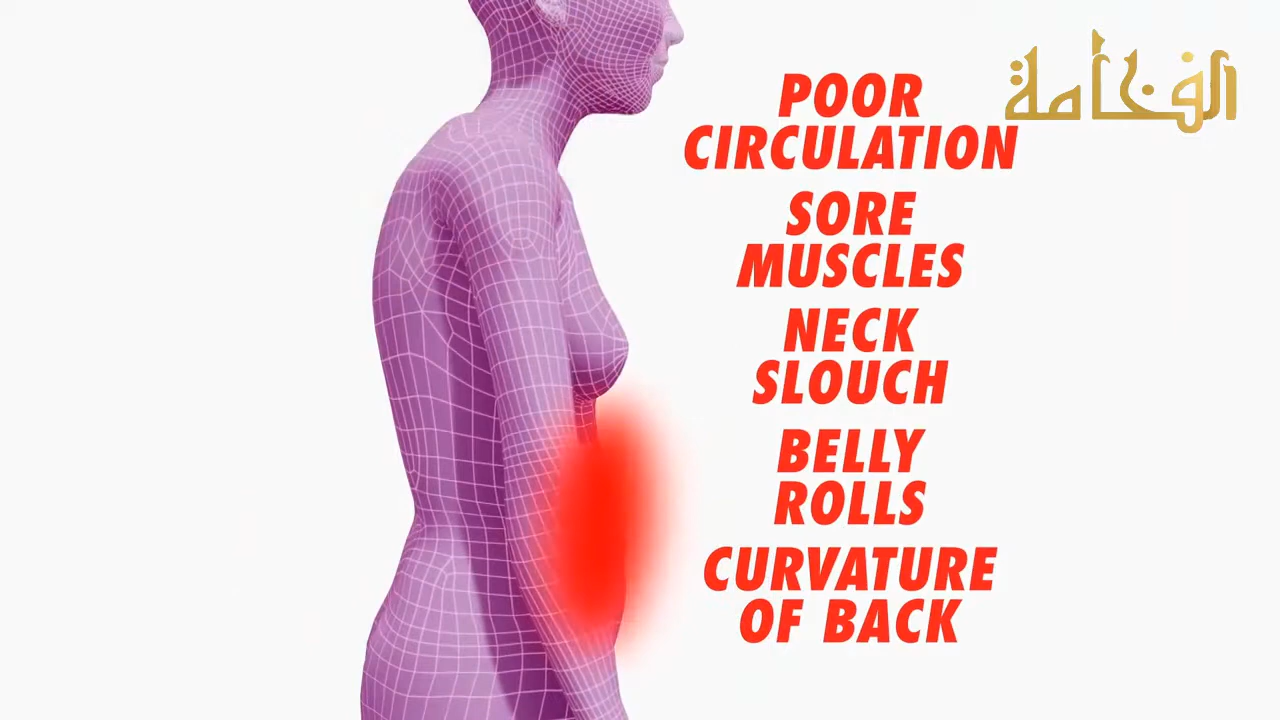 الفخامة
POOR
CIRCULATION
SORE
MUSCLES
NECK
SLOUCH
BELLY
ROLLS
CURVATURE
OF BACK